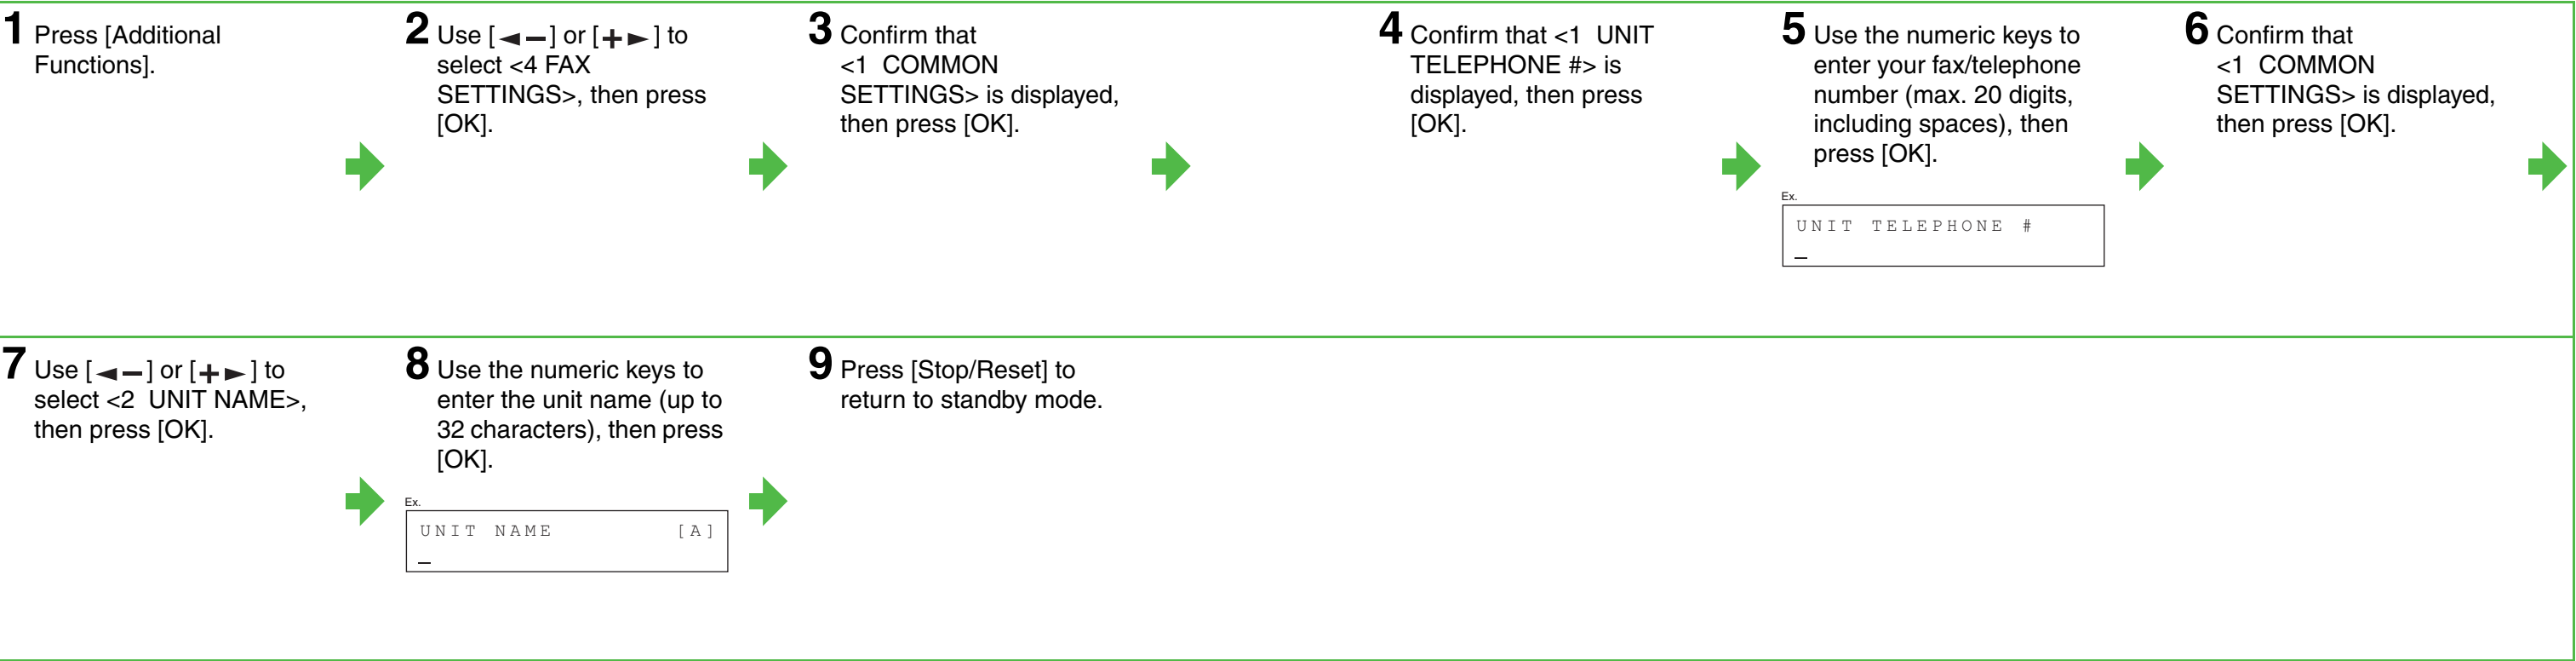 1 Press [Additional
Functions].
2 Use [◄–] or [+►] to
select <4 FAX
SETTINGS>, then press
[OK].
3 Confirm that
<1  COMMON
SETTINGS> is displayed,
then press [OK].
4 Confirm that <1  UNIT
TELEPHONE #> is
displayed, then press
[OK].
5 Use the numeric keys to
enter your fax/telephone
number (max. 20 digits,
including spaces), then
press [OK].
Ex.
UNIT TELEPHONE #
_
6 Confirm that
<1  COMMON
SETTINGS> is displayed,
then press [OK].
7 Use [◄–] or [+►] to
select <2  UNIT NAME>,
then press [OK].
8 Use the numeric keys to
enter the unit name (up to
32 characters), then press
[OK].
Ex.
UNIT NAME [A]
_
9 Press [Stop/Reset] to
return to standby mode.